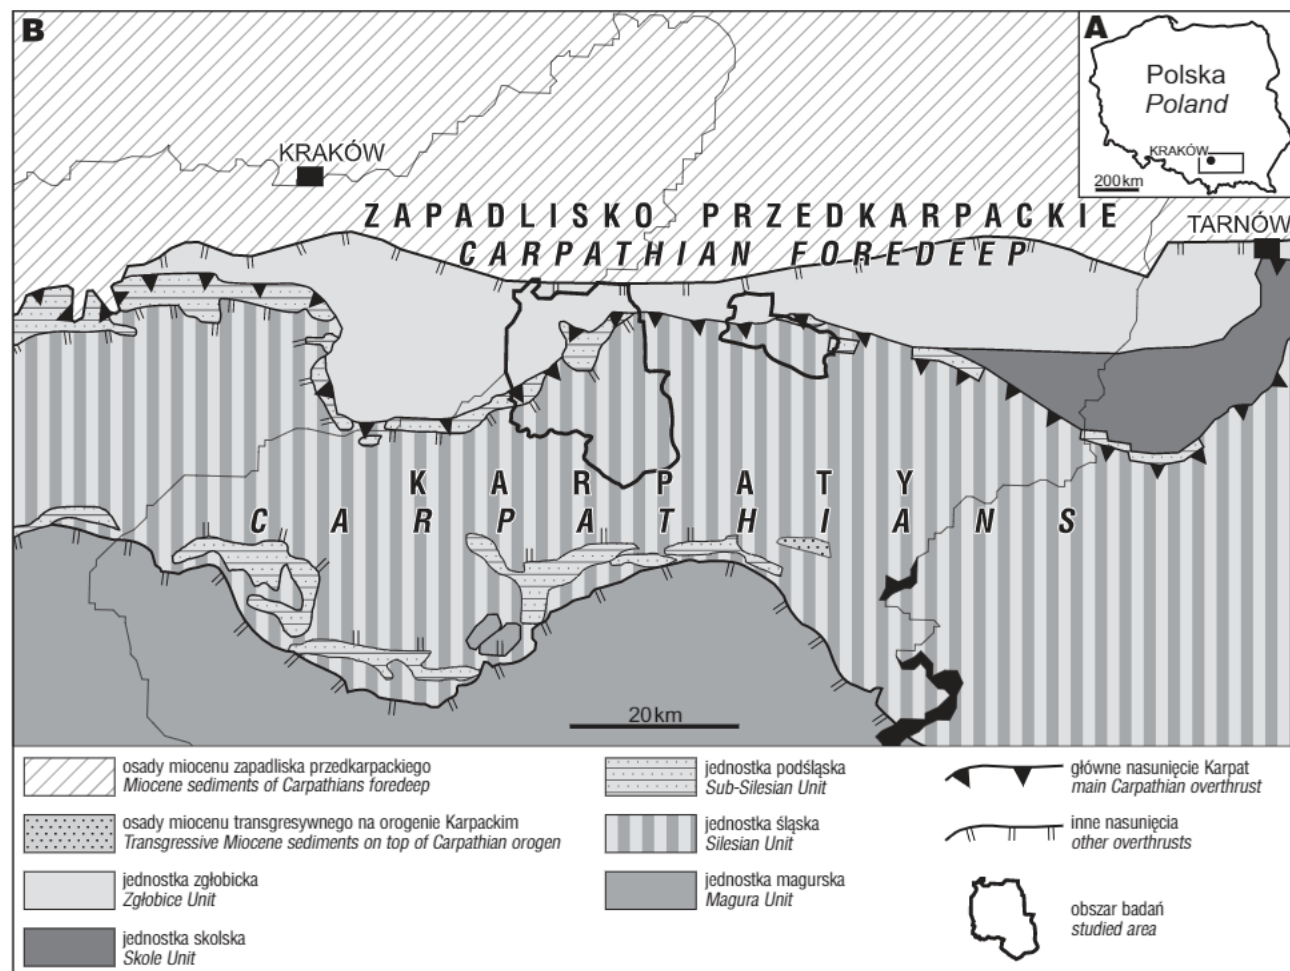 B
A
Polska
Poland
KRAKÓW
200 km
KRAKÓW
ZAPADLISKO PRZEDKARPACKIE
CARPATHIAN FOREDEEP
TARNÓW
KARPATY
CARPATHIANS
20 km
osady miocenu zapadliska przedkarpackiego
Miocene sediments of Carpathians foredeep
osady miocenu transgresywnego na orogenie Karpackim
Transgressive Miocene sediments on top of Carpathian orogen
jednostka zgłobicka
Zgłobice Unit
jednostka skolska
Skole Unit
jednostka podśląska
Sub-Silesian Unit
jednostka śląska
Silesian Unit
jednostka magurska
Magura Unit
główne nasunięcie Karpat
main Carpathian overthrust
inne nasunięcia
other overthrusts
obszar badań
studied area